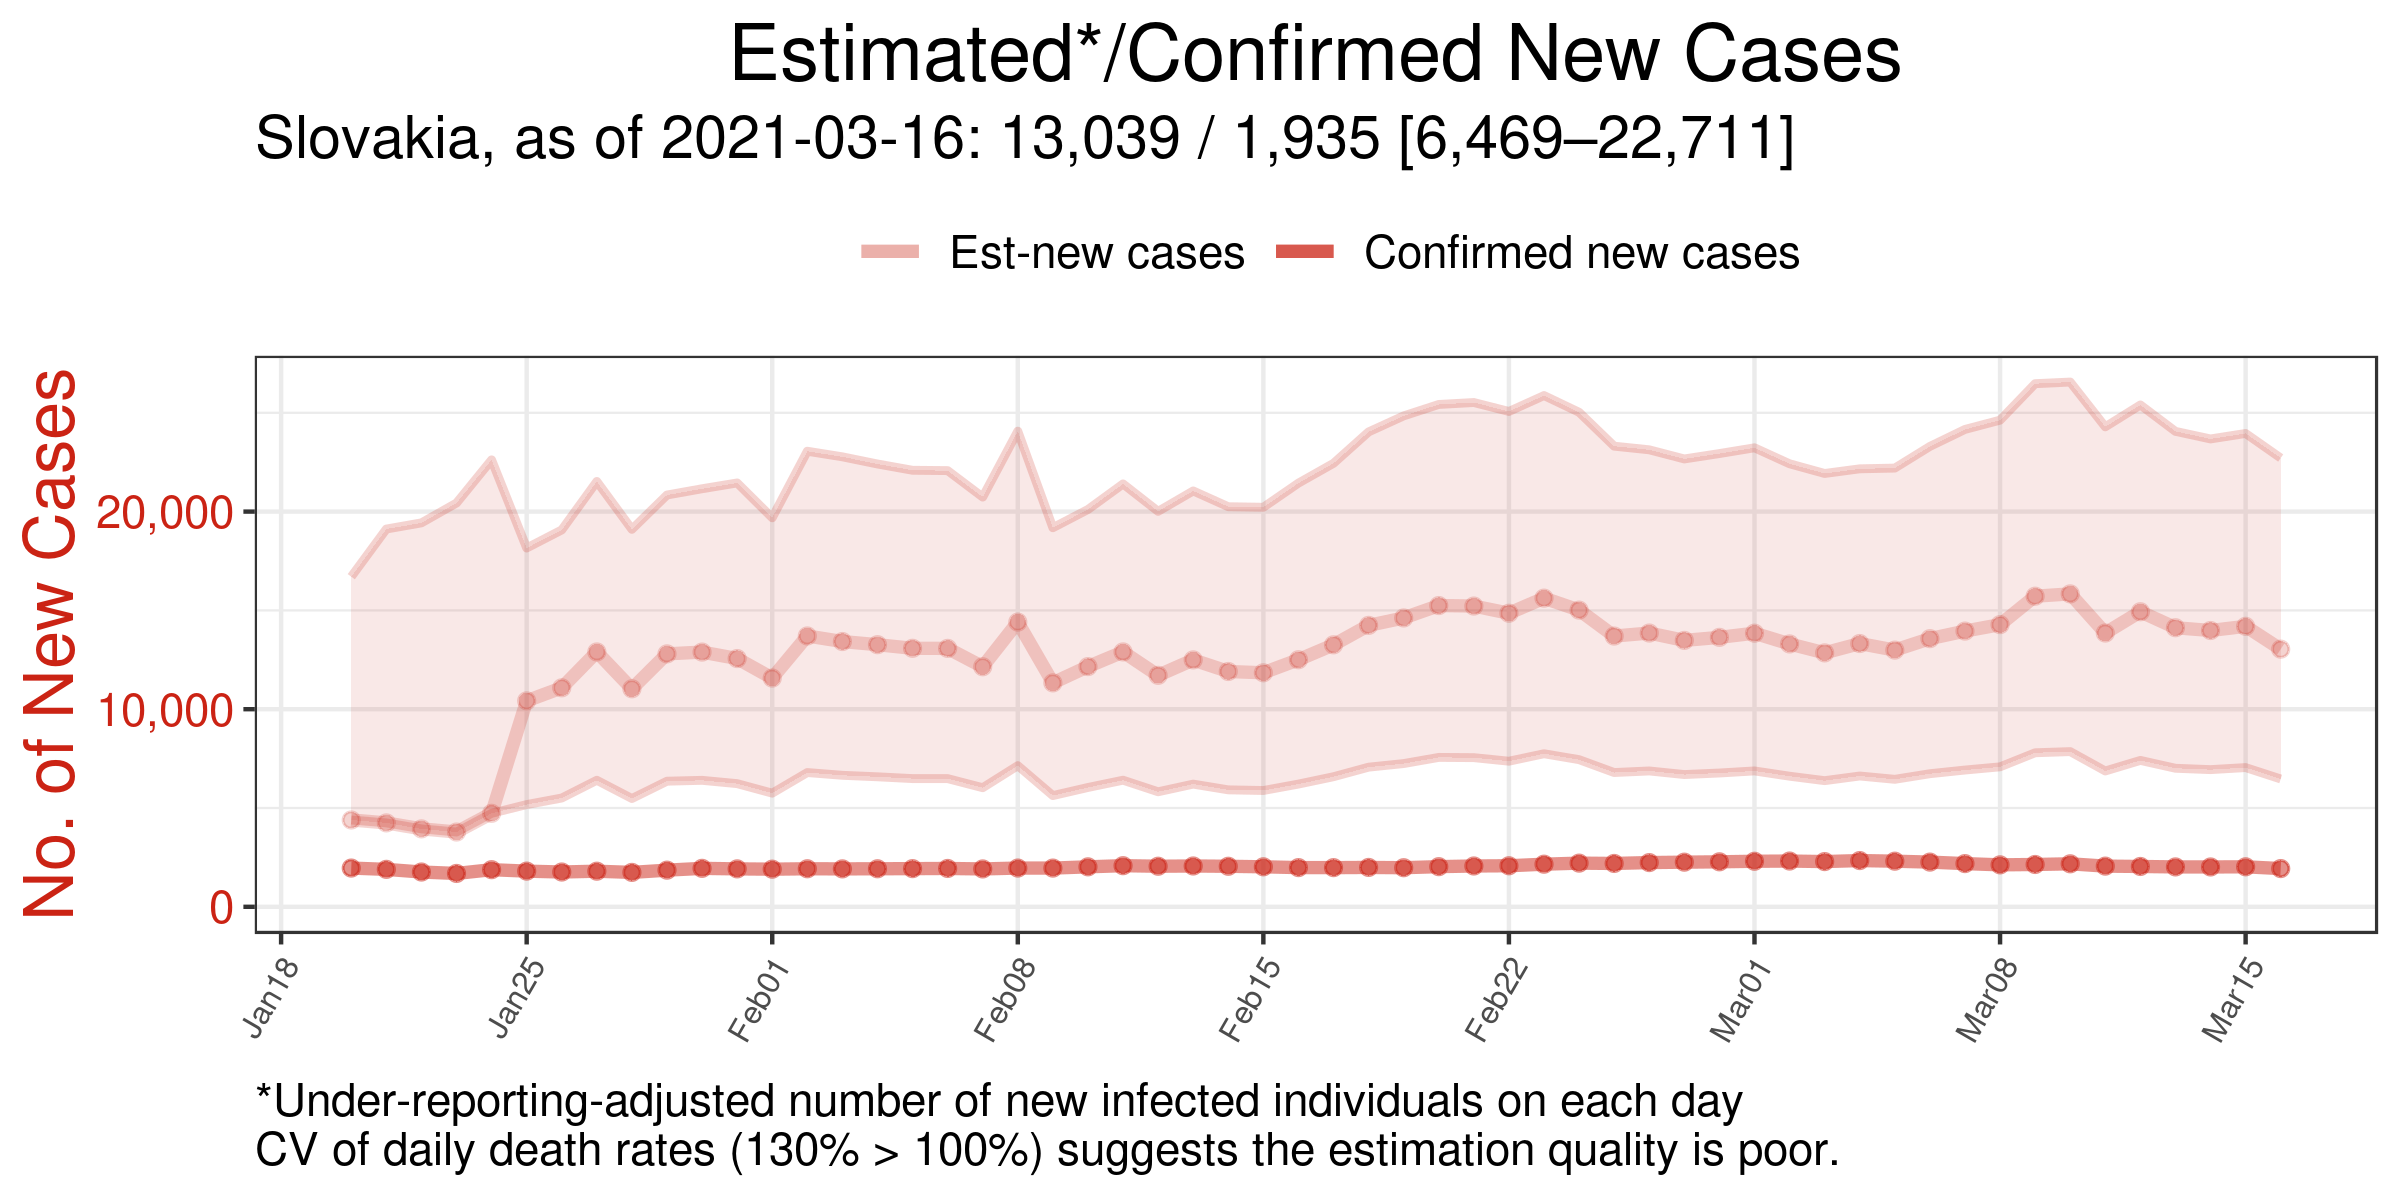 Estimated*/Confirmed New Cases
Slovakia, as of 2021-03-16: 13,039 / 1,935 [6,469–22,711]
Est-new cases
Confirmed new cases
No. of New Cases
20,000
10,000
0
Jan18
Jan25
Feb01
Feb08
Feb15
Feb22
Mar01
Mar08
Mar15
*Under-reporting-adjusted number of new infected individuals on each day
CV of daily death rates (130% > 100%) suggests the estimation quality is poor.